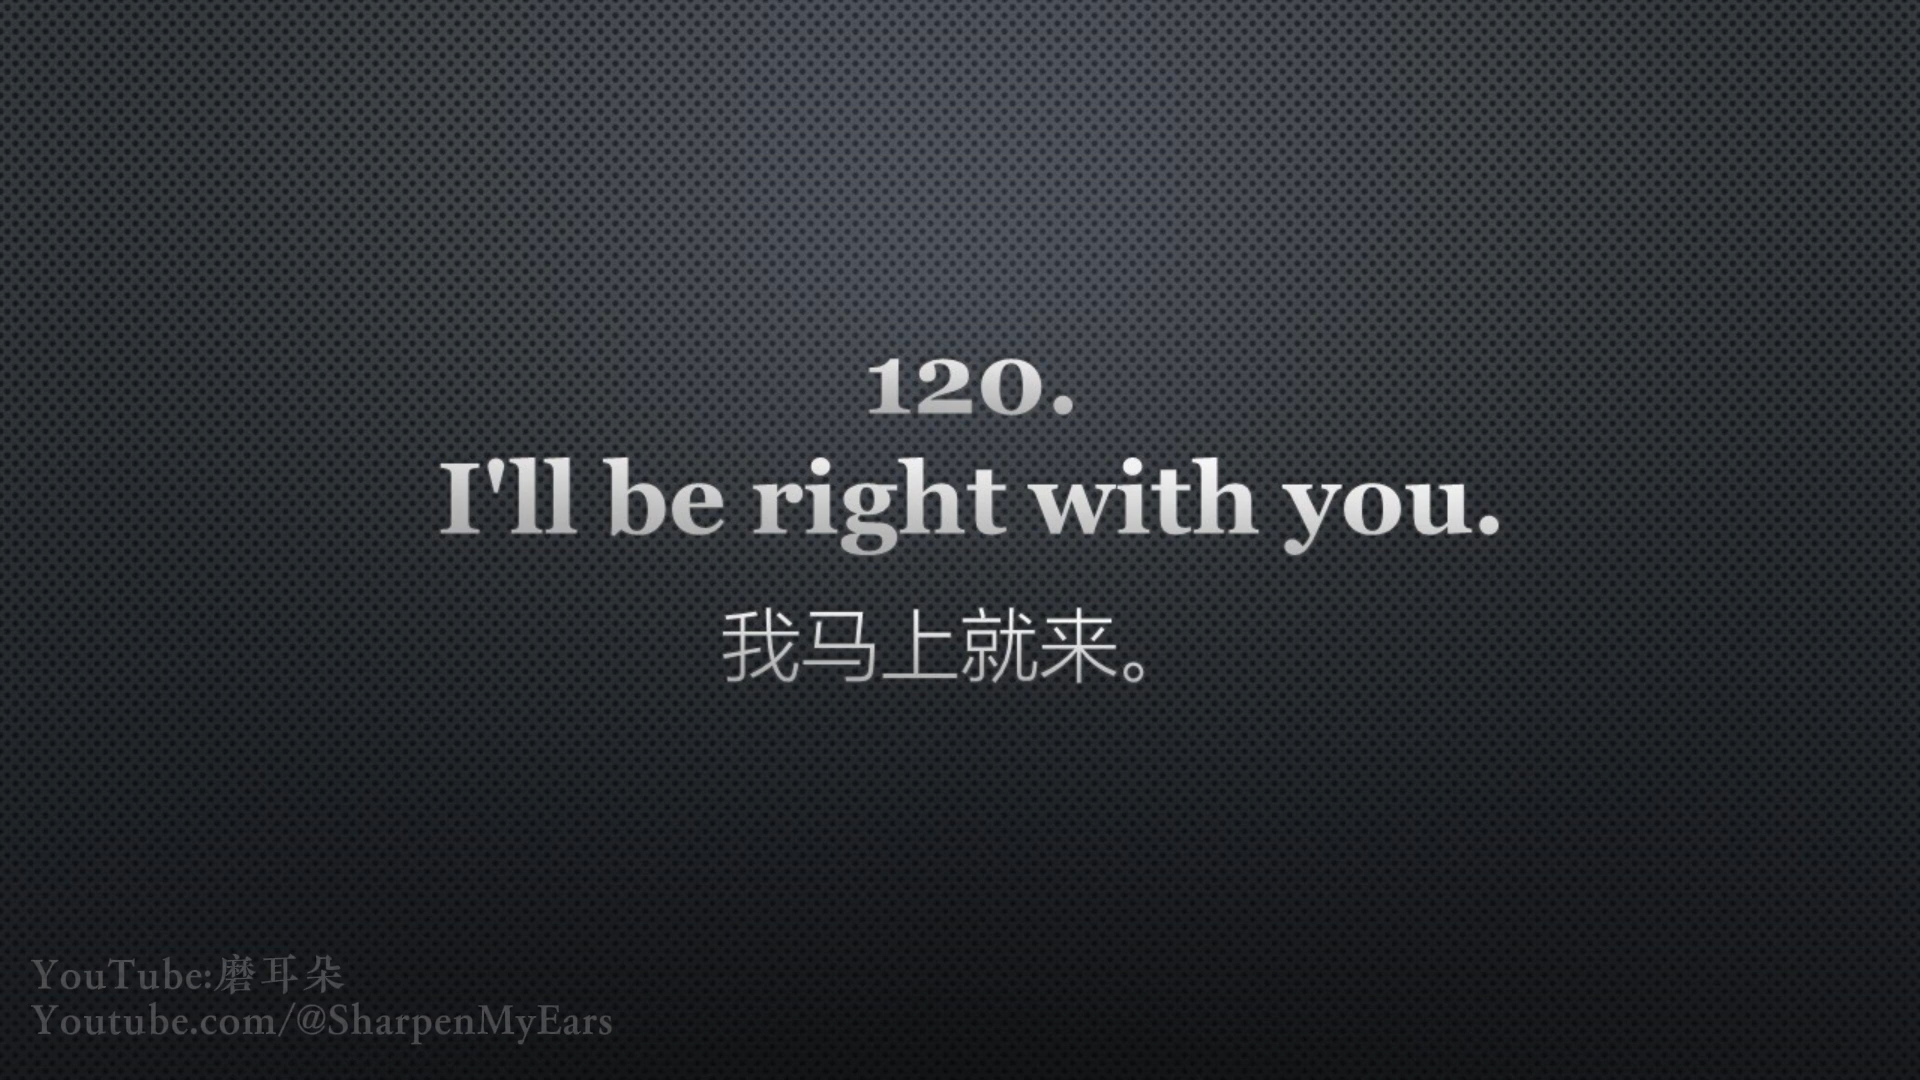 120.
I'll be right with you.
我马上就来。
YouTube:磨耳朵
Youtube.com/@SharpenMyEars